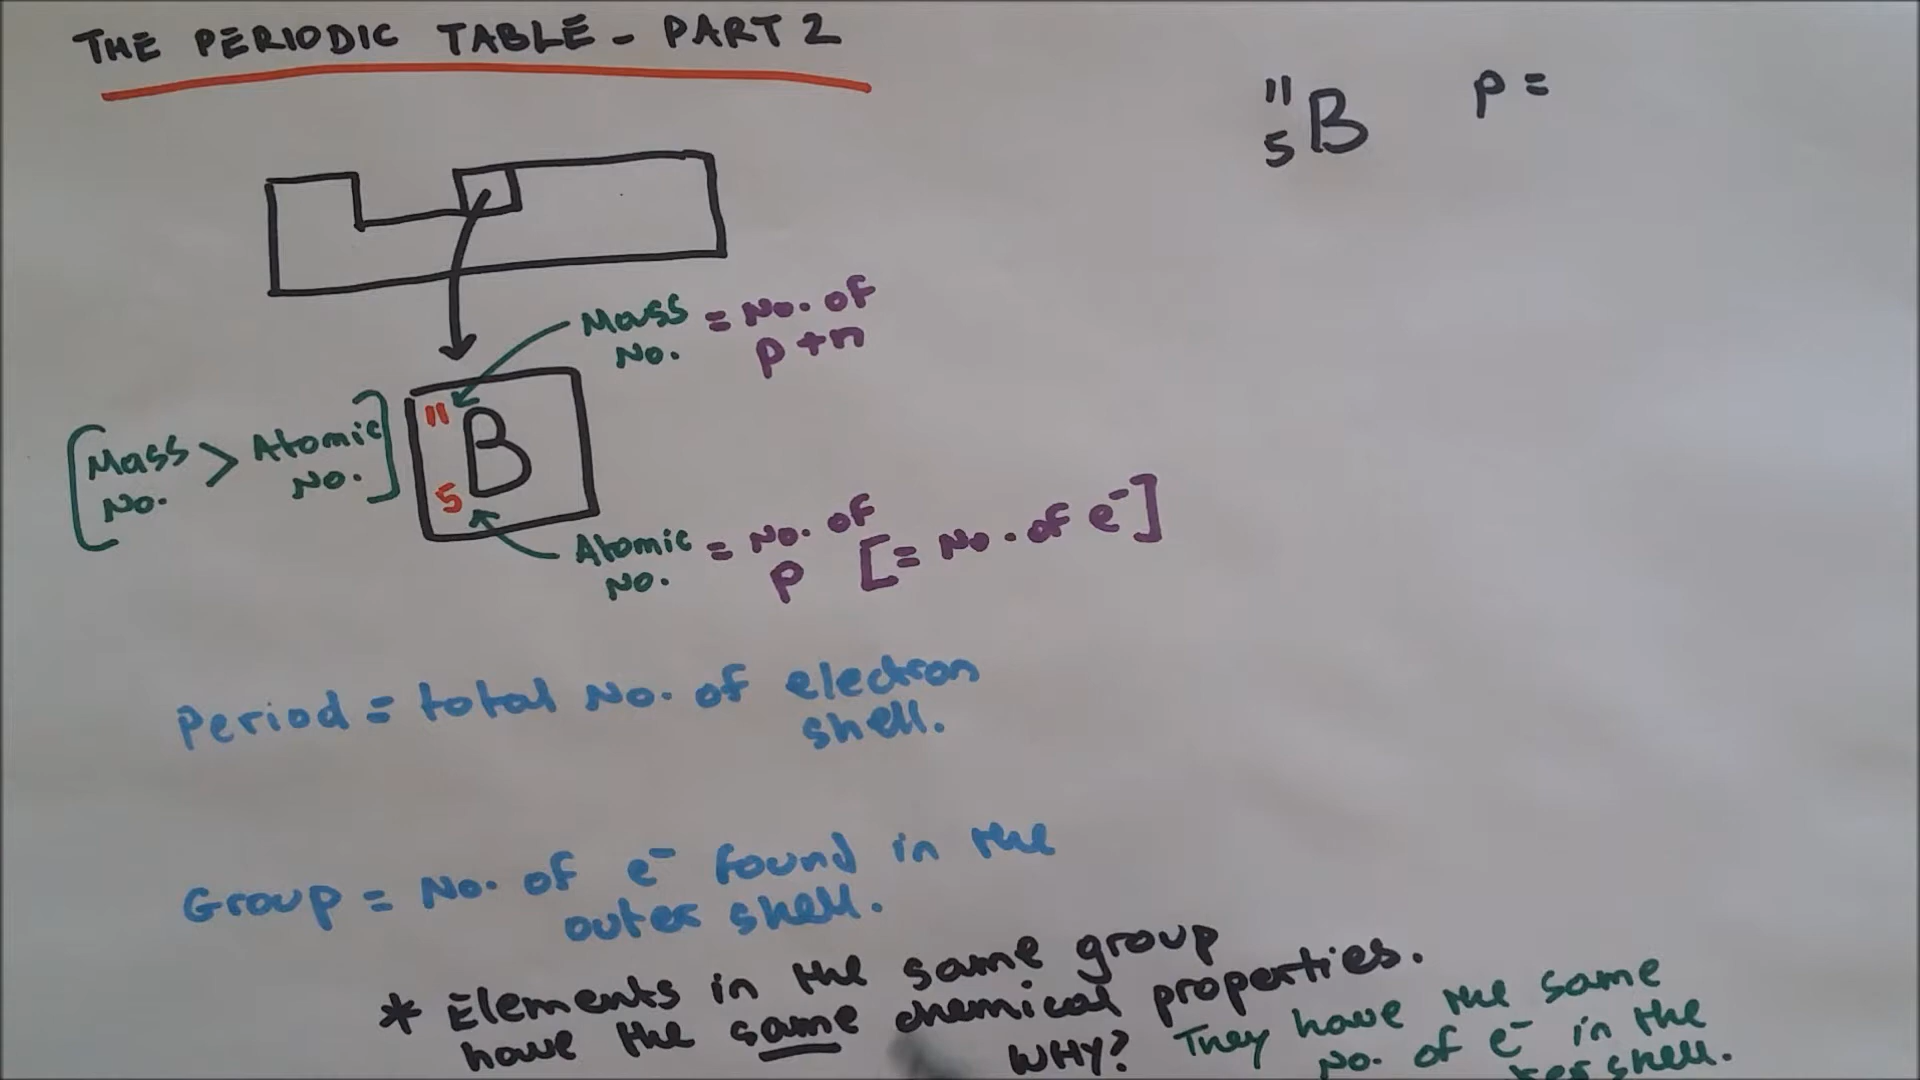 THE PERIODIC TABLE - PART 2
11
5 B
p =
Mass No. = No. of p+n
[Mass No. > Atomic No.]
11
5 B
Atomic No. = No. of p [= No. of e⁻]
Period = total No. of electron
shell.
Group = No. of e⁻ found in the
outer shell.
* Elements in the same group
have the same chemical properties.
WHY? They have the same
No. of e⁻ in the
shell.